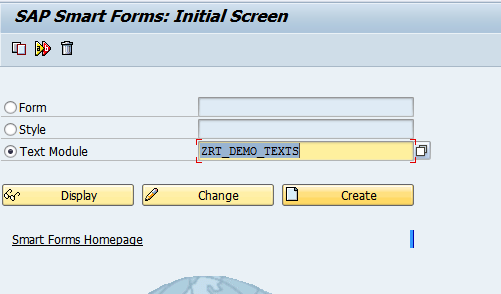 SAP Smart Forms: Initial Screen
Form
Style
Text Module ZRT_DEMO_TEXTS
Display Change Create
Smart Forms Homepage